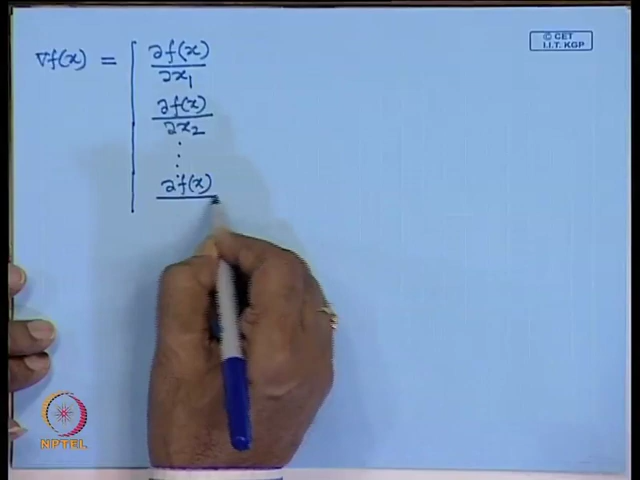 © CET
I.I.T. KGP
∇f(x) = ∂f(x)
∂x₁
∂f(x)
∂x₂
⋮
∂f(x)
NPTEL